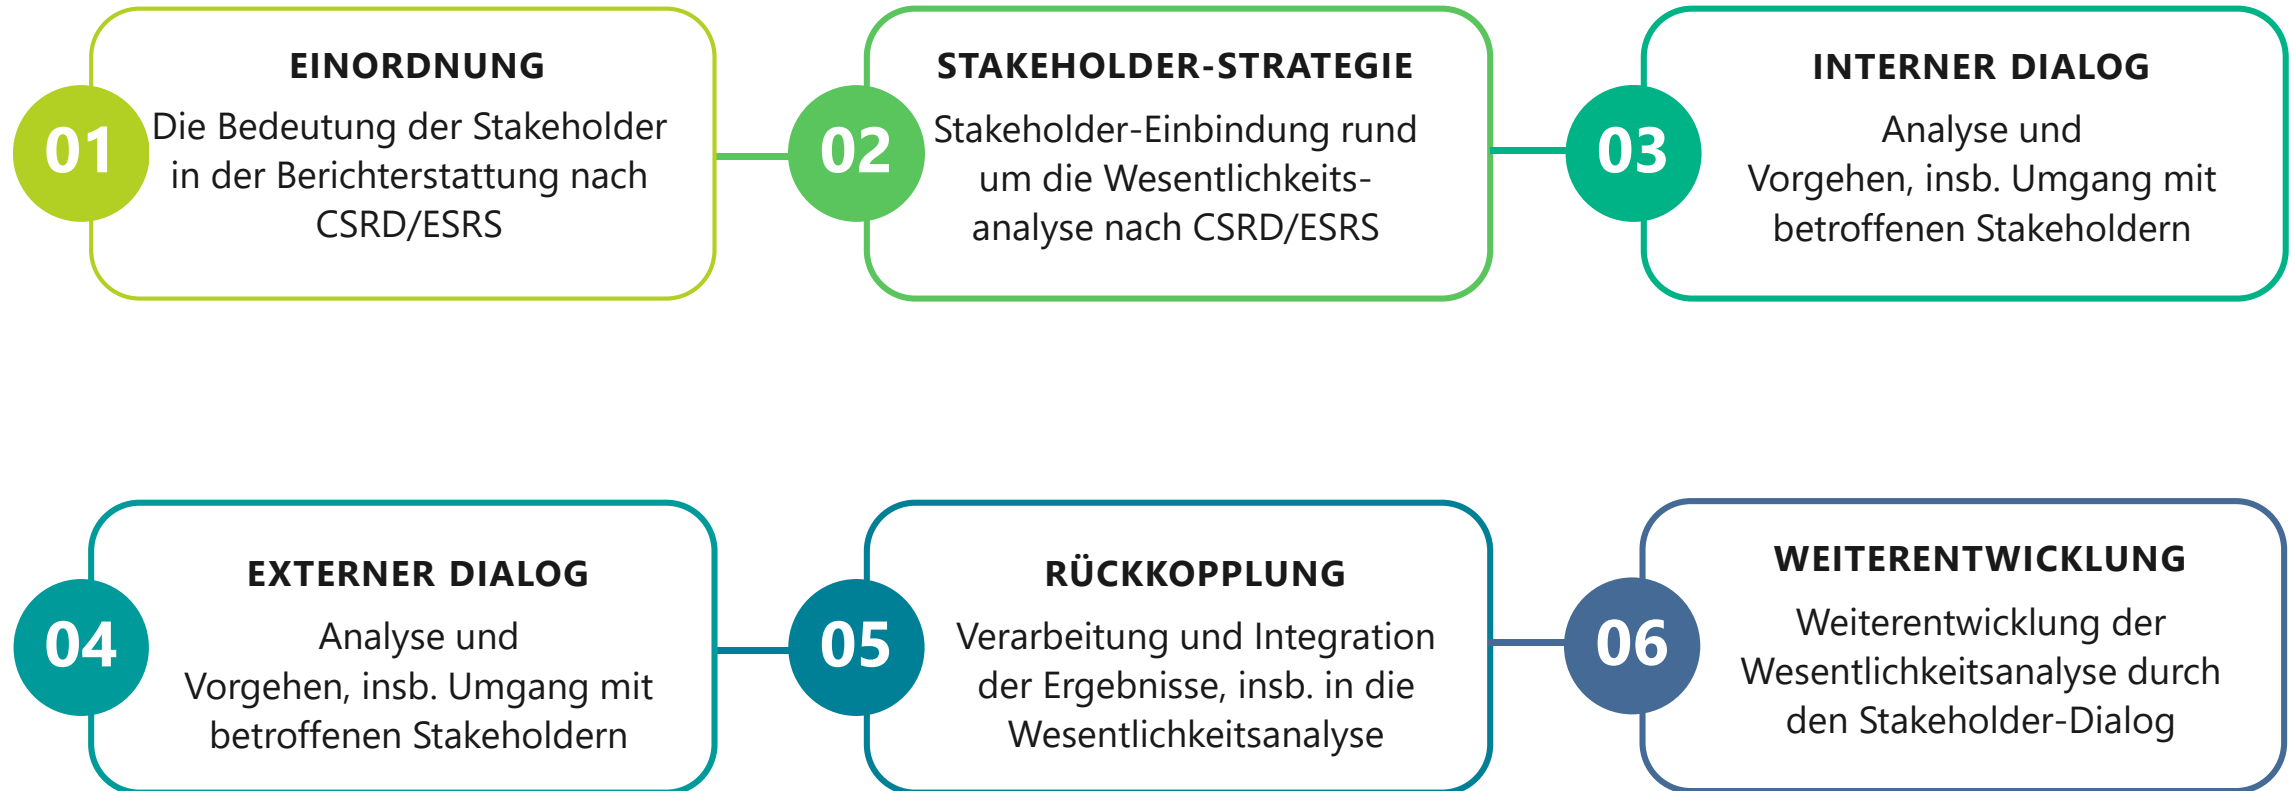 01
EINORDNUNG
Die Bedeutung der Stakeholder
in der Berichterstattung nach
CSRD/ESRS
02
STAKEHOLDER-STRATEGIE
Stakeholder-Einbindung rund
um die Wesentlichkeits-
analyse nach CSRD/ESRS
03
INTERNER DIALOG
Analyse und
Vorgehen, insb. Umgang mit
betroffenen Stakeholdern
04
EXTERNER DIALOG
Analyse und
Vorgehen, insb. Umgang mit
betroffenen Stakeholdern
05
RÜCKKOPPLUNG
Verarbeitung und Integration
der Ergebnisse, insb. in die
Wesentlichkeitsanalyse
06
WEITERENTWICKLUNG
Weiterentwicklung der
Wesentlichkeitsanalyse durch
den Stakeholder-Dialog